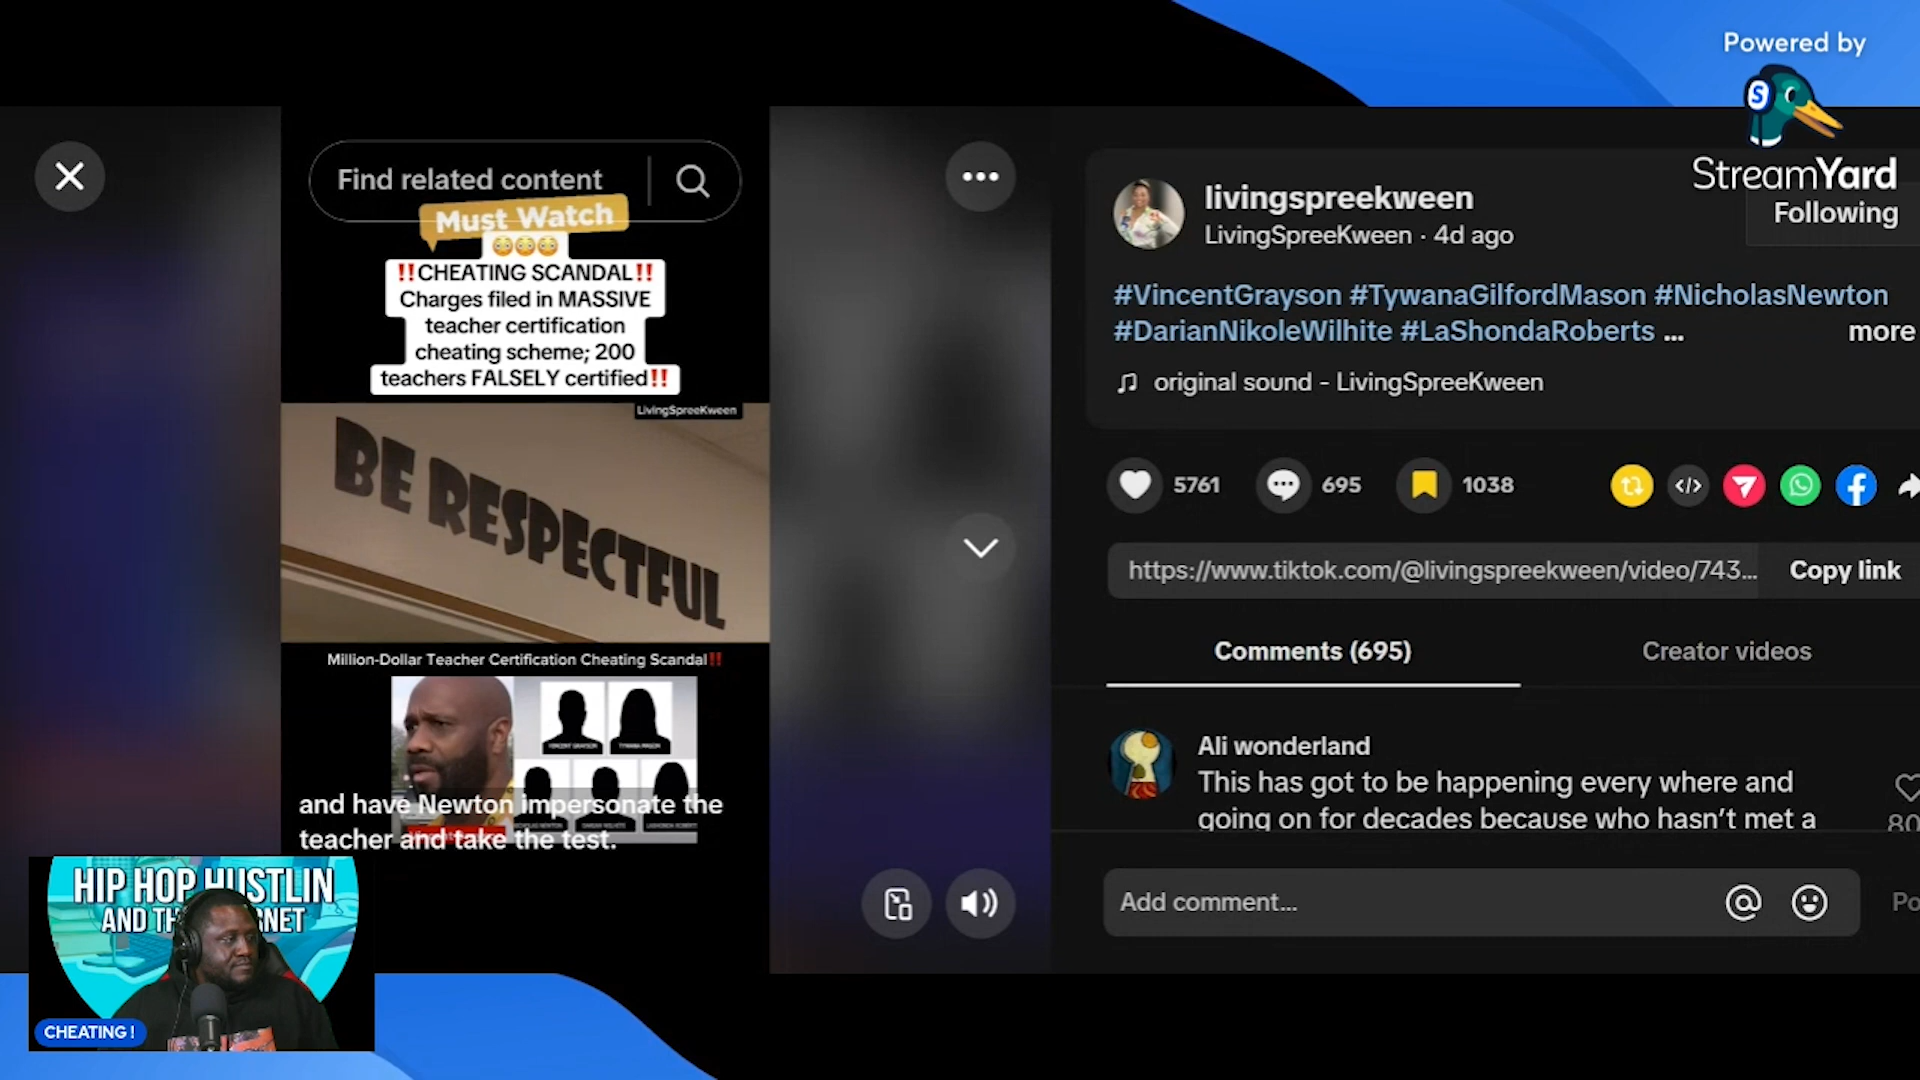 Powered by
StreamYard
Find related content
Must Watch
‼️CHEATING SCANDAL‼️
Charges filed in MASSIVE
teacher certification
cheating scheme; 200
teachers FALSELY certified‼️
LivingSpreeKween
BE RESPECTFUL
Million-Dollar Teacher Certification Cheating Scandal‼️
VINCENT GRAYSON
TYWANA MASON
and have Newton impersonate the
teacher and take the test.
HIP HOP HUSTLIN
CHEATING !
livingspreekween
LivingSpreeKween · 4d ago
Following
#VincentGrayson #TywanaGilfordMason #NicholasNewton
#DarianNikoleWilhite #LaShondaRoberts ...
more
original sound - LivingSpreeKween
5761
695
1038
https://www.tiktok.com/@livingspreekween/video/743...
Copy link
Comments (695)
Creator videos
Ali wonderland
This has got to be happening every where and
going on for decades because who hasn't met a
80
Add comment...